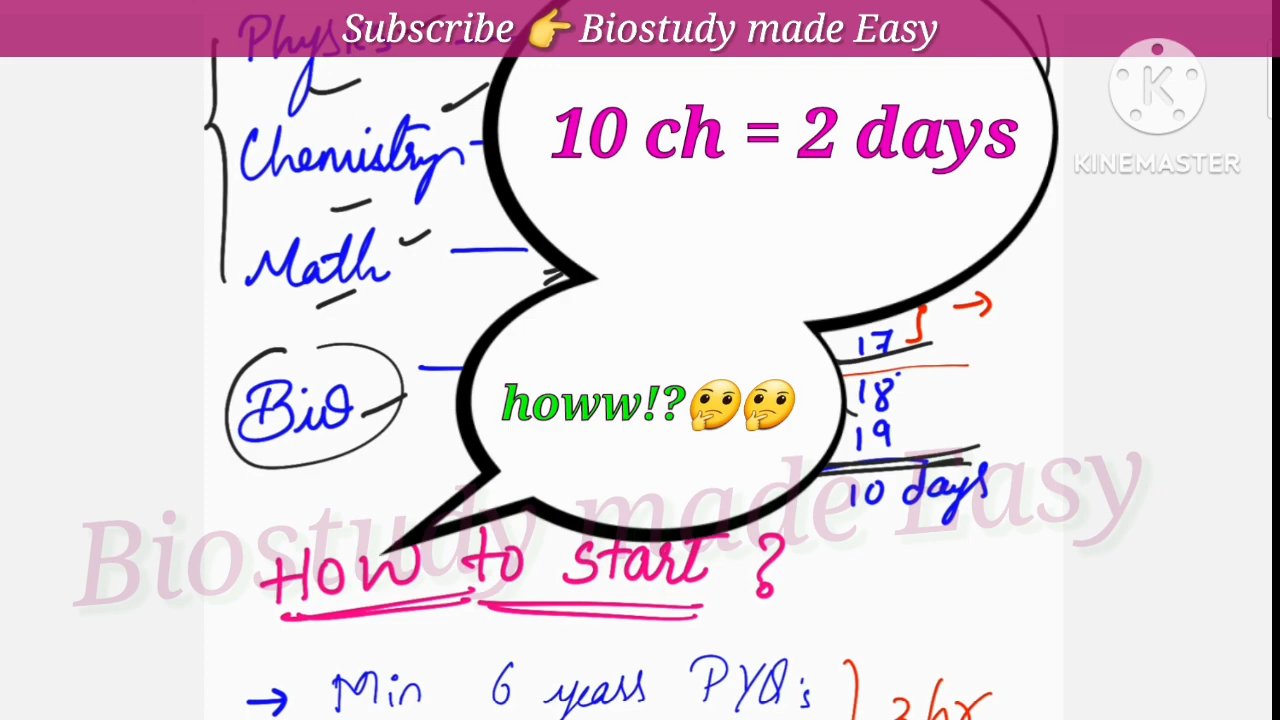 Subscribe 👉 Biostudy made Easy
Physics
10 ch = 2 days
KINEMASTER
Chemistry
Math
17
howw!?🤔🤔
Bio
18
19
10 days
Biostudy made Easy
How to start ?
→ Min 6 years PYQ's